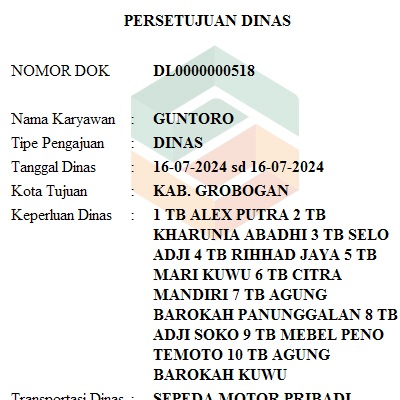 PERSETUJUAN DINAS
NOMOR DOK DL0000000518
Nama Karyawan : GUNTORO
Tipe Pengajuan : DINAS
Tanggal Dinas : 16-07-2024 sd 16-07-2024
Kota Tujuan : KAB. GROBOGAN
Keperluan Dinas : 1 TB ALEX PUTRA 2 TB
KHARUNIA ABADHI 3 TB SELO
ADJI 4 TB RIHHAD JAYA 5 TB
MARI KUWU 6 TB CITRA
MANDIRI 7 TB AGUNG
BAROKAH PANUNGGALAN 8 TB
ADJI SOKO 9 TB MEBEL PENO
TEMOTO 10 TB AGUNG
BAROKAH KUWU
Transportasi Dinas : SEPEDA MOTOR PRIBADI